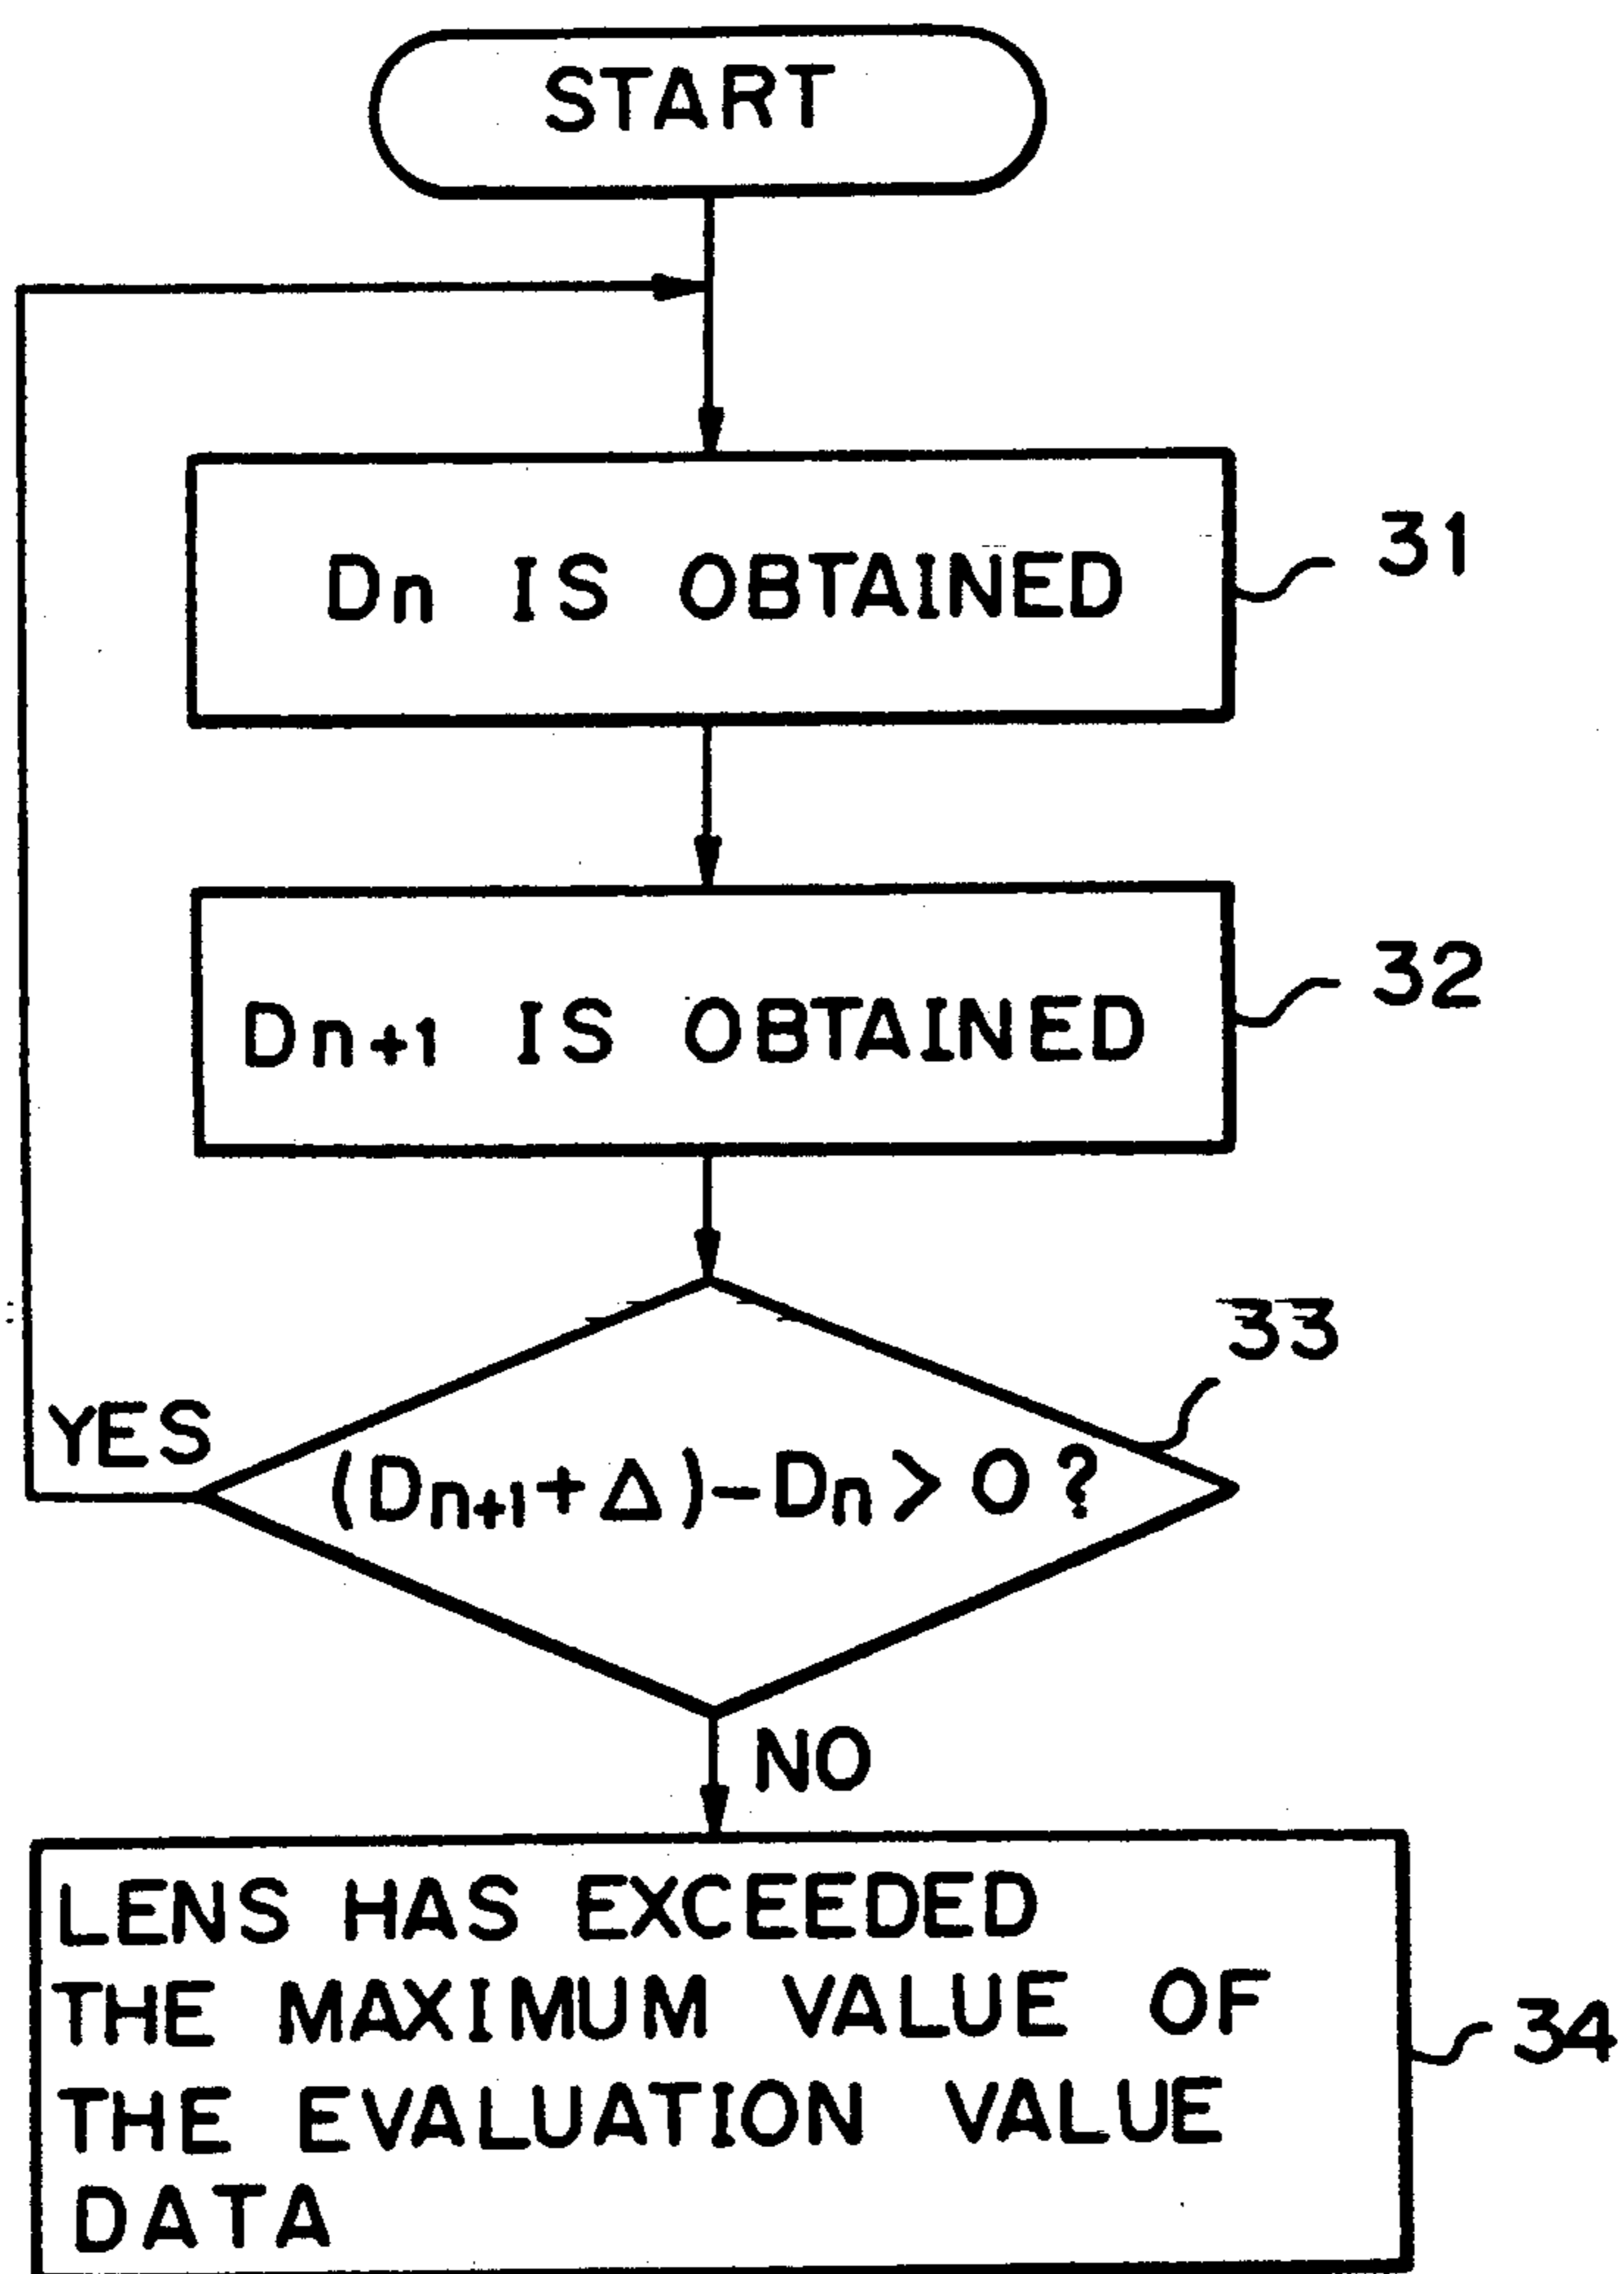 START
Dn IS OBTAINED
31
Dn+1 IS OBTAINED
32
33
YES
(Dn+1+Δ)-Dn>0?
NO
LENS HAS EXCEEDED
THE MAXIMUM VALUE OF
THE EVALUATION VALUE
DATA
34